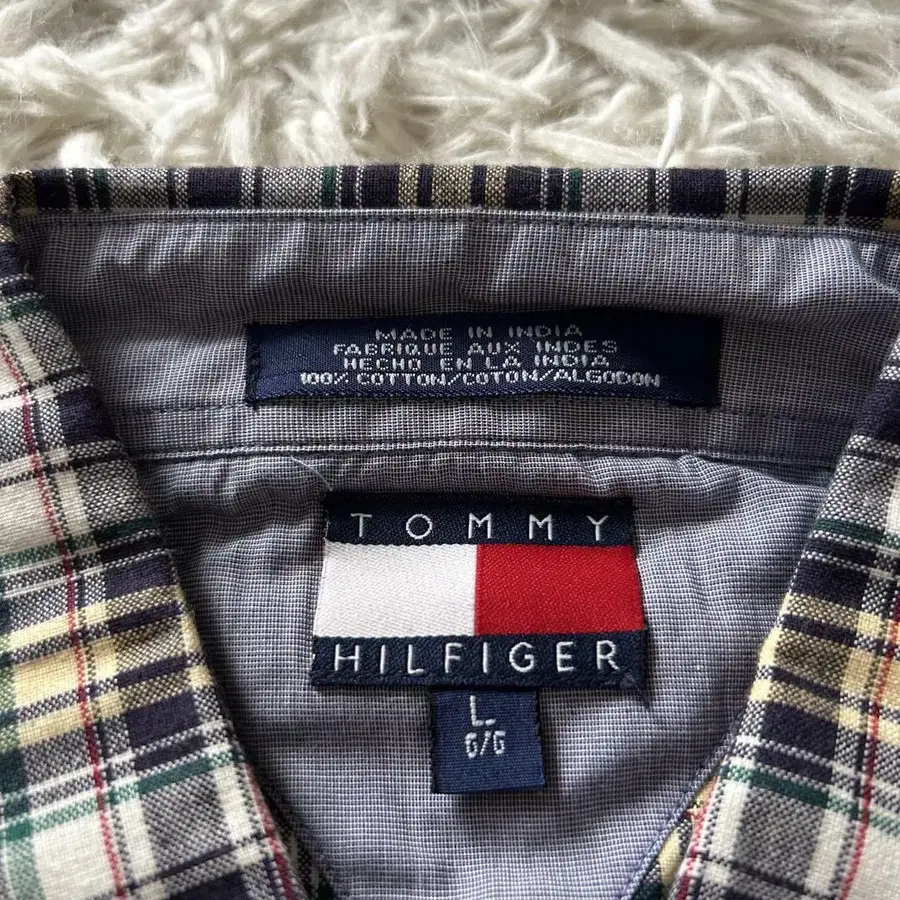 MADE IN INDIA
FABRIQUE AUX INDES
HECHO EN LA INDIA
100% COTTON/COTON/ALGODON
TOMMY
HILFIGER
L
G/G